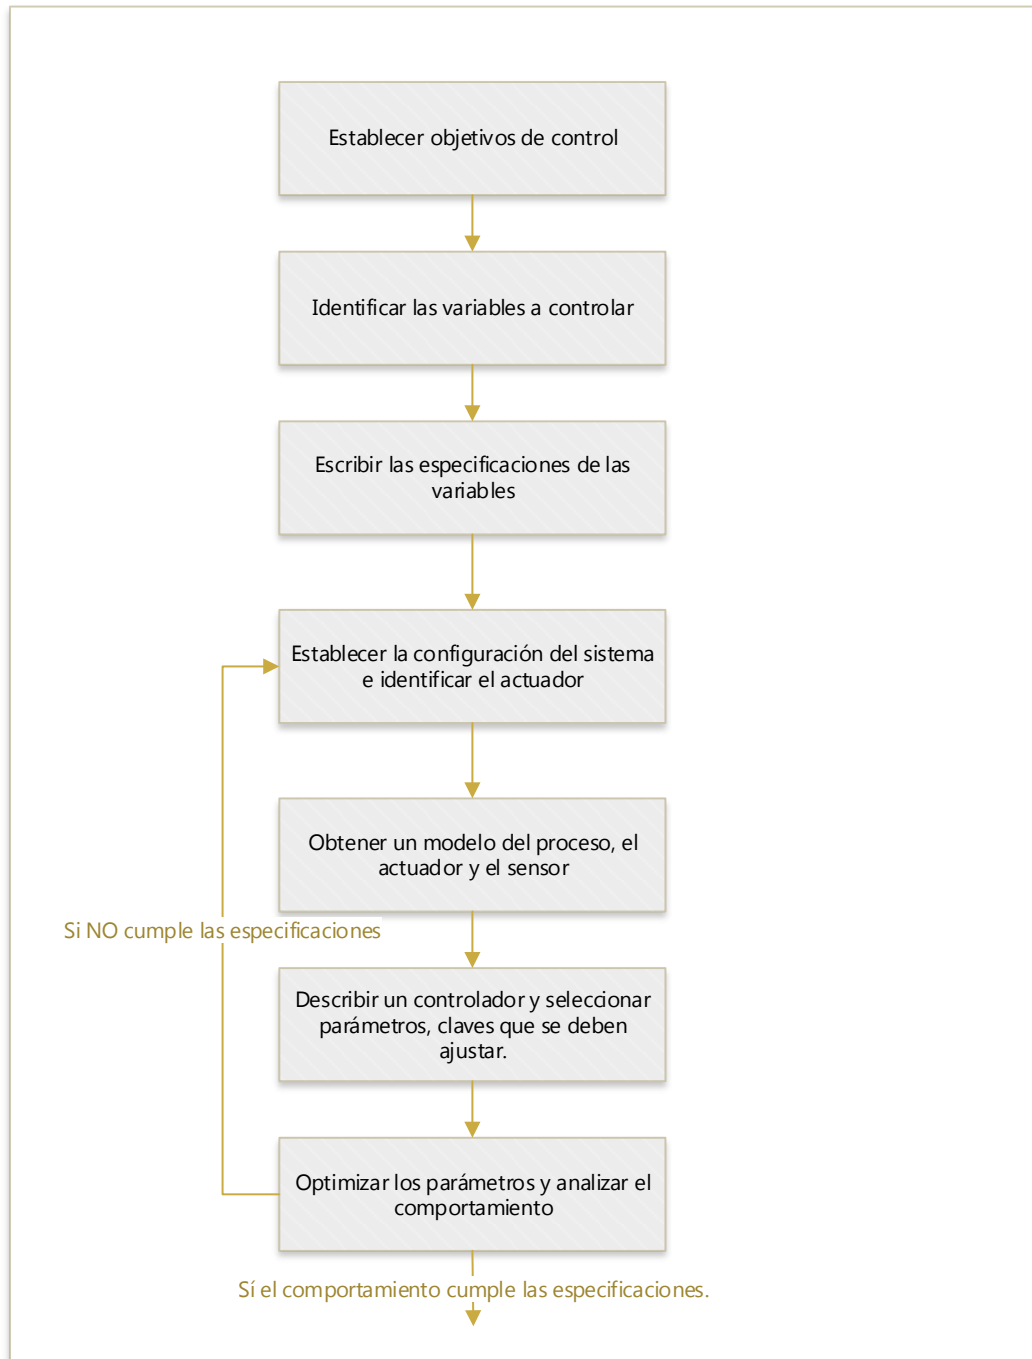 Establecer objetivos de control
Identificar las variables a controlar
Escribir las especificaciones de las
variables
Establecer la configuración del sistema
e identificar el actuador
Obtener un modelo del proceso, el
actuador y el sensor
Si NO cumple las especificaciones
Describir un controlador y seleccionar
parámetros, claves que se deben
ajustar.
Optimizar los parámetros y analizar el
comportamiento
Sí el comportamiento cumple las especificaciones.